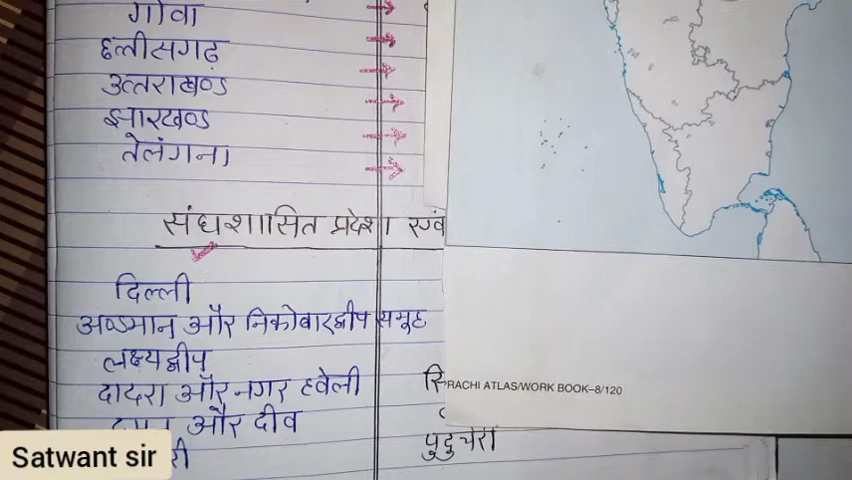 गोवा
छत्तीसगढ़
उत्तराखण्ड
झारखण्ड
तेलंगना
संघशासित प्रदेश एवं
दिल्ली
अण्डमान और निकोबारद्वीप समूह
लक्ष्यद्वीप
दादरा और नगर हवेली
और दीव
री
पुदुचेरी
RACHI ATLAS/WORK BOOK–8/120
Satwant sir